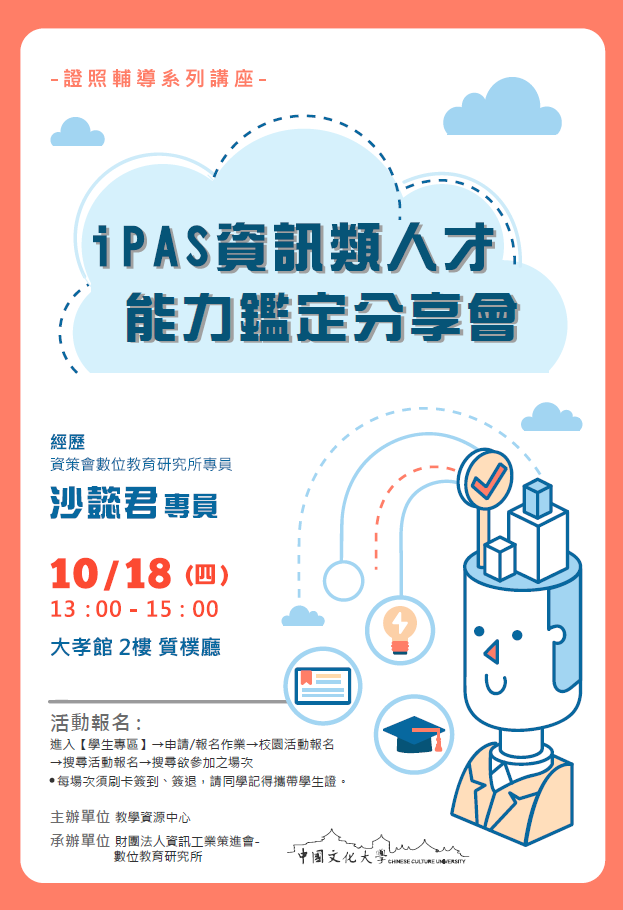 -證照輔導系列講座-
iPAS資訊類人才
能力鑑定分享會
經歷
資策會數位教育研究所專員
沙懿君 專員
10/18 (四)
13：00 - 15：00
大孝館 2樓 質樸廳
活動報名：
進入【學生專區】→申請/報名作業→校園活動報名
→搜尋活動報名→搜尋欲參加之場次
•每場次須刷卡簽到、簽退，請同學記得攜帶學生證。
主辦單位 教學資源中心
承辦單位 財團法人資訊工業策進會-
數位教育研究所
中國文化大學 CHINESE CULTURE UNIVERSITY